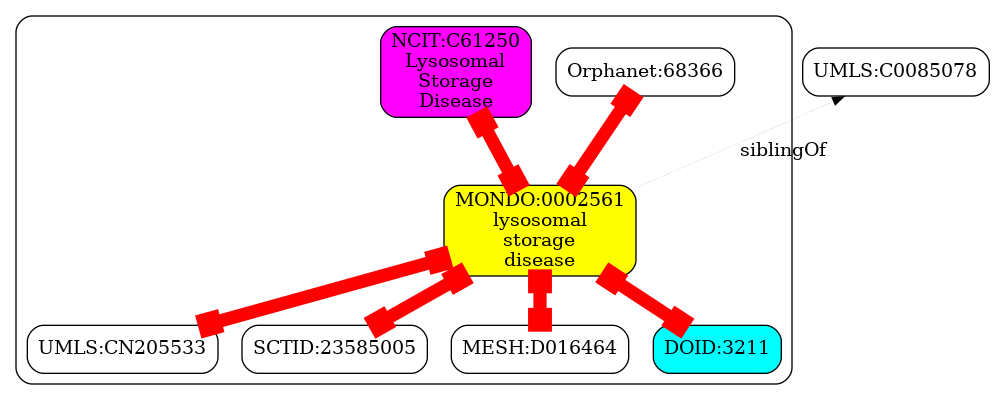 NCIT:C61250
Lysosomal
Storage
Disease
Orphanet:68366
UMLS:C0085078
siblingOf
MONDO:0002561
lysosomal
storage
disease
UMLS:CN205533
SCTID:23585005
MESH:D016464
DOID:3211